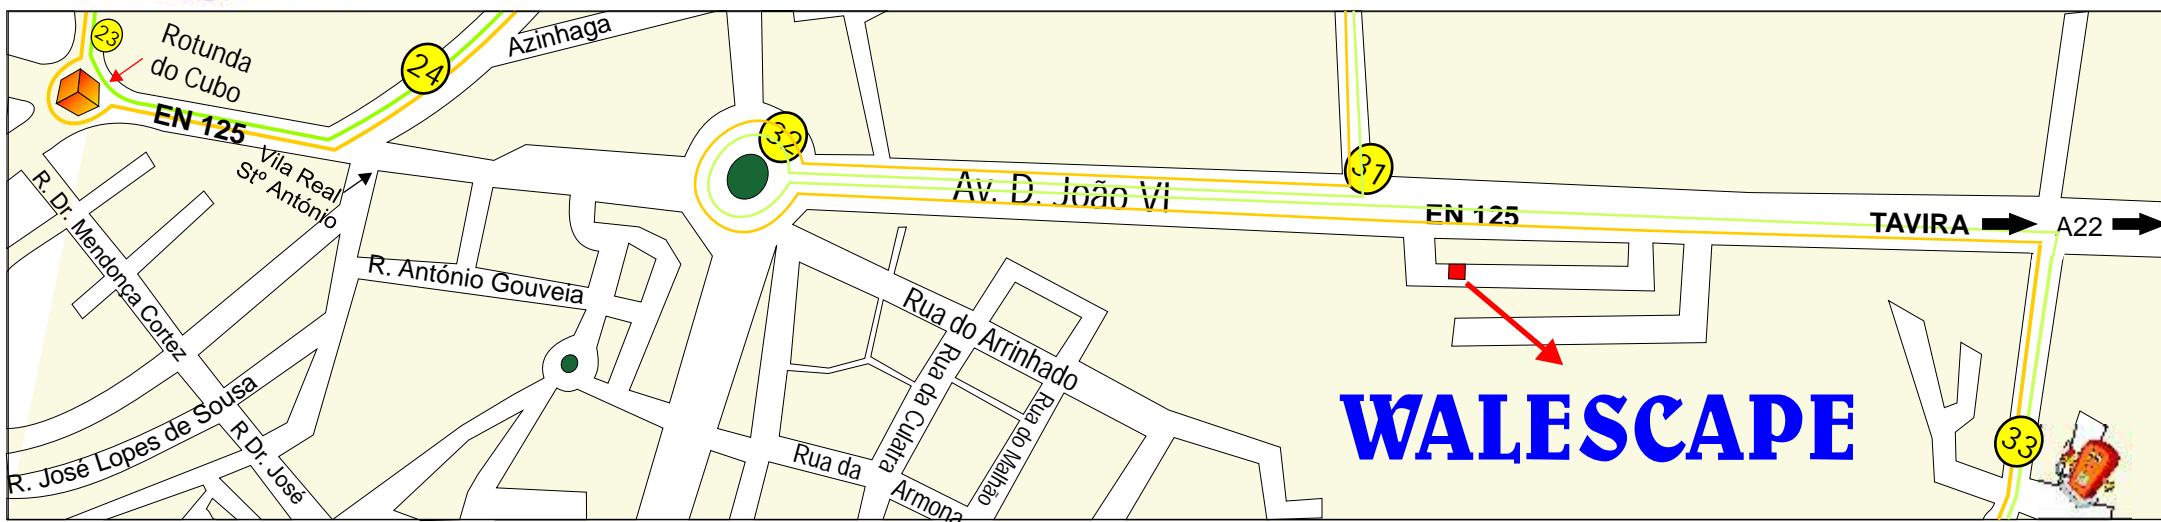 23
Rotunda
do Cubo
24
Azinhaga
EN 125
Vila Real
Stº António
32
31
Av. D. João VI
EN 125
TAVIRA
A22
R. Dr. Mendonça Cortez
R. António Gouveia
Rua do Arrinhado
Rua da Culatra
Rua do Malhão
WALESCAPE
R. José Lopes de Sousa
R Dr. José
Rua da
Armona
33